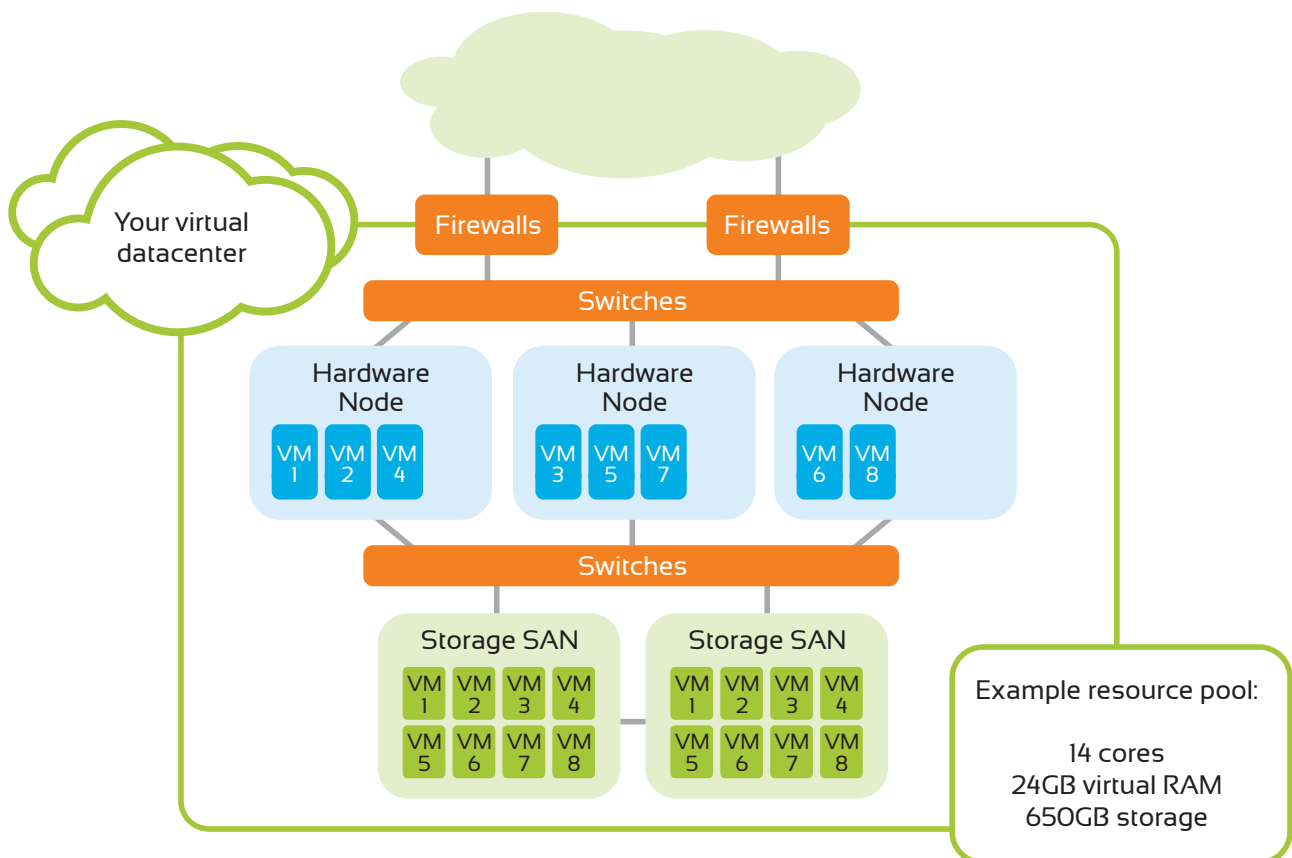 Your virtual
datacenter
Firewalls
Firewalls
Switches
Hardware
Node
VM
1
VM
2
VM
4
Hardware
Node
VM
3
VM
5
VM
7
Hardware
Node
VM
6
VM
8
Switches
Storage SAN
VM
1
VM
2
VM
3
VM
4
VM
5
VM
6
VM
7
VM
8
Storage SAN
VM
1
VM
2
VM
3
VM
4
VM
5
VM
6
VM
7
VM
8
Example resource pool:
14 cores
24GB virtual RAM
650GB storage